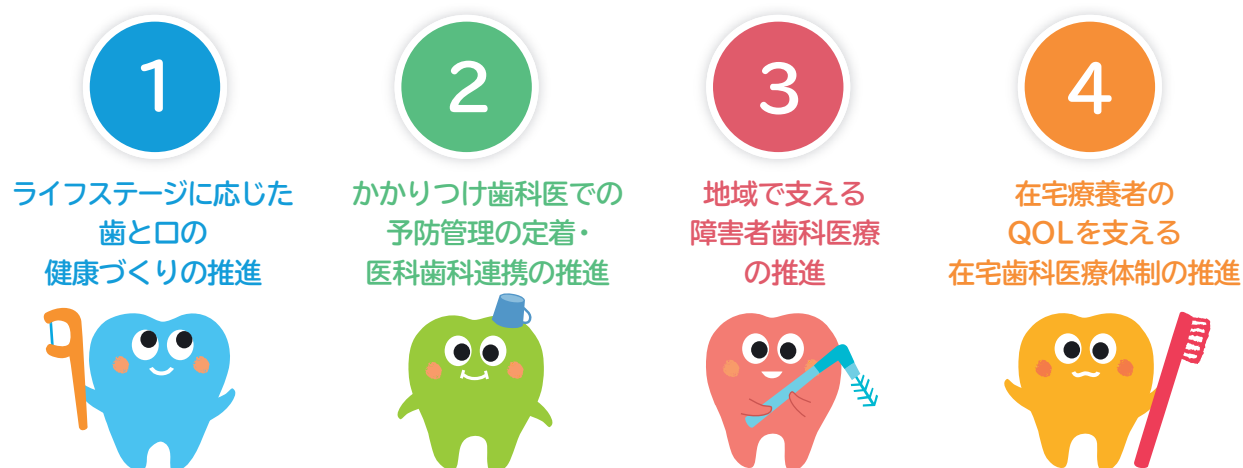 1
ライフステージに応じた
歯と口の
健康づくりの推進
2
かかりつけ歯科医での
予防管理の定着・
医科歯科連携の推進
3
地域で支える
障害者歯科医療
の推進
4
在宅療養者の
QOLを支える
在宅歯科医療体制の推進